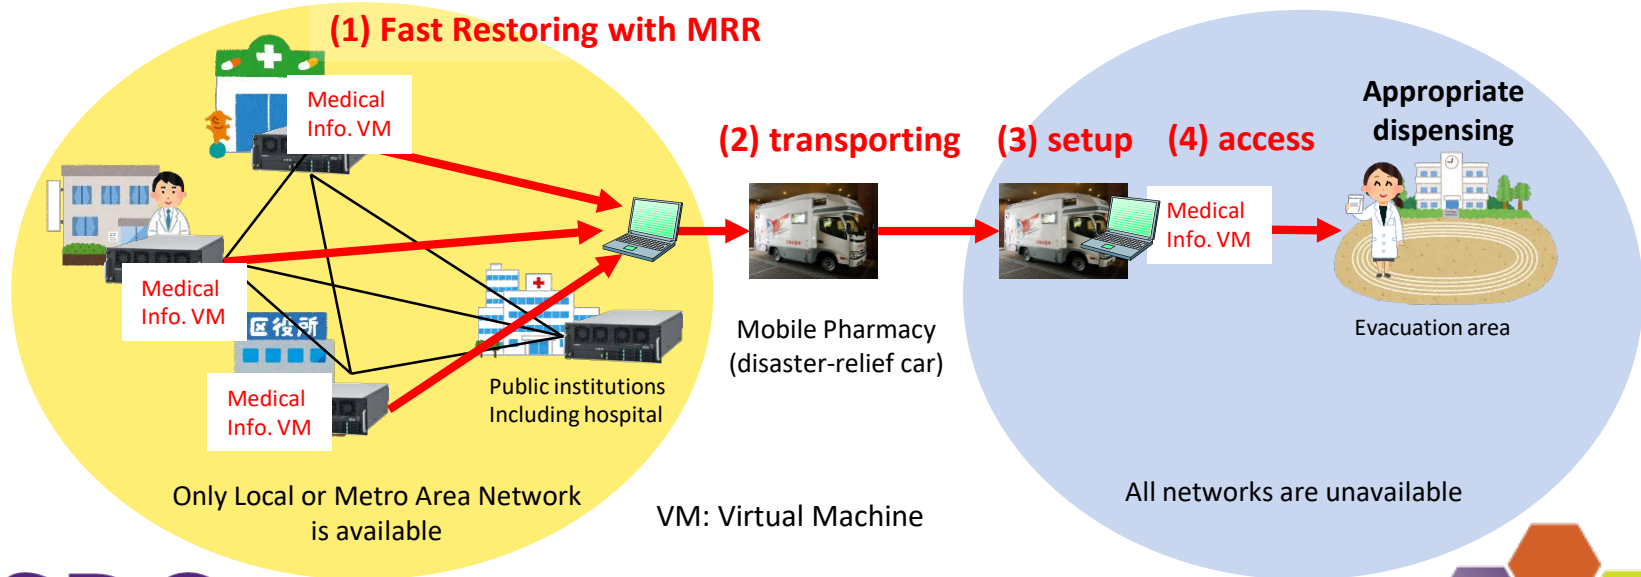 (1) Fast Restoring with MRR
Medical
Info. VM
Medical
Info. VM
区役所
Medical
Info. VM
Public institutions
Including hospital
Only Local or Metro Area Network
is available
(2) transporting
Mobile Pharmacy
(disaster-relief car)
VM: Virtual Machine
(3) setup
(4) access
Medical
Info. VM
Appropriate
dispensing
Evacuation area
All networks are unavailable